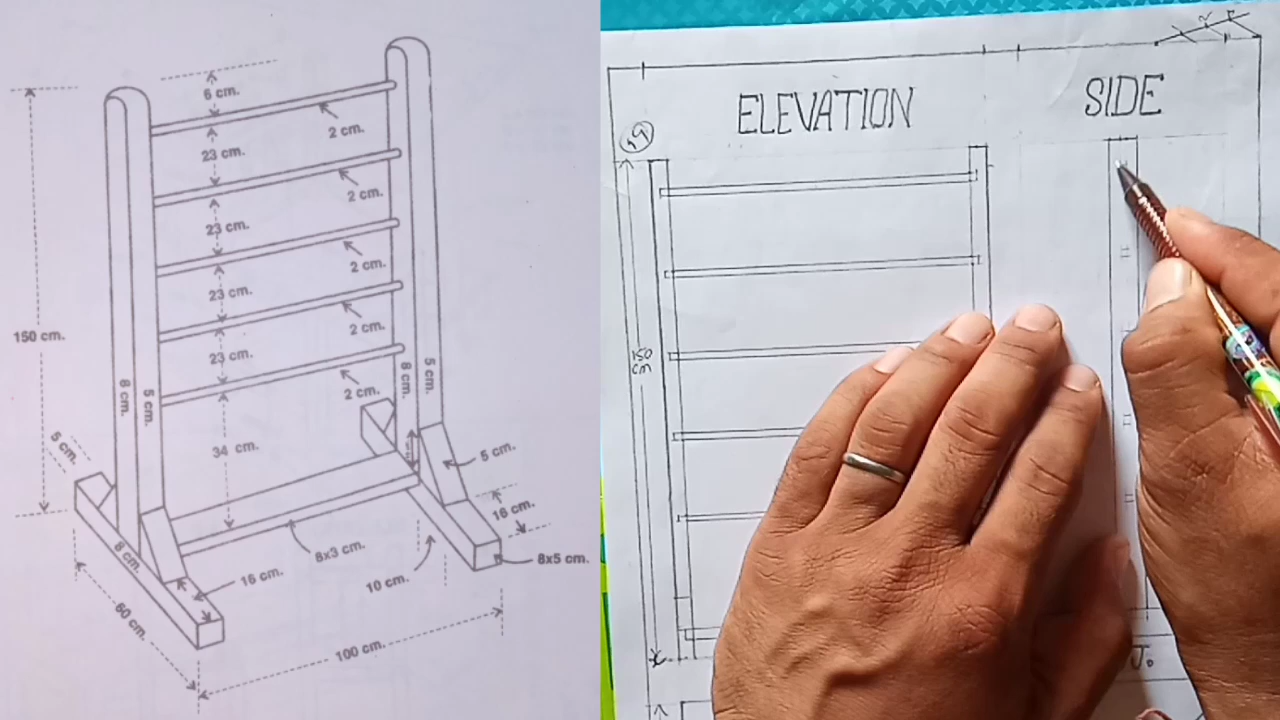 6 cm.
2 cm.
23 cm.
2 cm.
23 cm.
2 cm.
23 cm.
2 cm.
23 cm.
2 cm.
150 cm.
8 cm.
5 cm.
8 cm.
5 cm.
34 cm.
5 cm.
5 cm.
16 cm.
8 cm.
8x3 cm.
8x5 cm.
16 cm.
10 cm.
60 cm.
100 cm.
ELEVATION
SIDE
150
cm